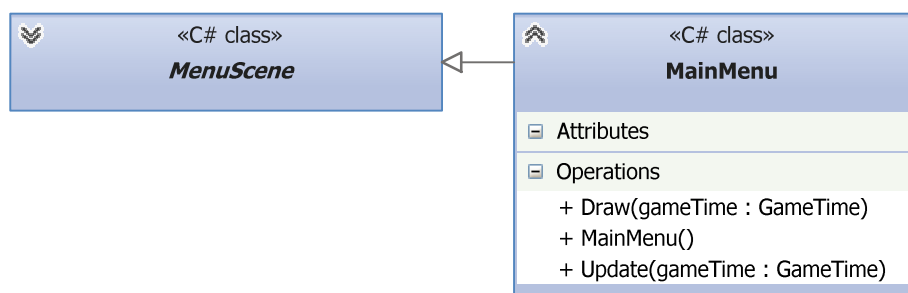 «C# class»
MenuScene
«C# class»
MainMenu
Attributes
Operations
+ Draw(gameTime : GameTime)
+ MainMenu()
+ Update(gameTime : GameTime)